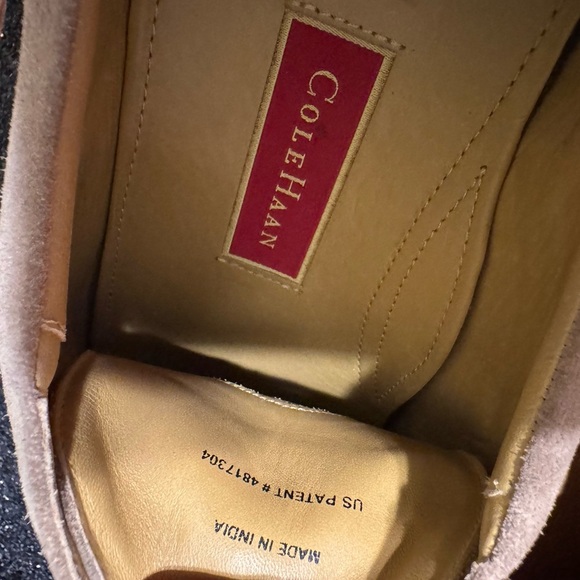 COLE HAAN
US PATENT # 4817304
MADE IN INDIA